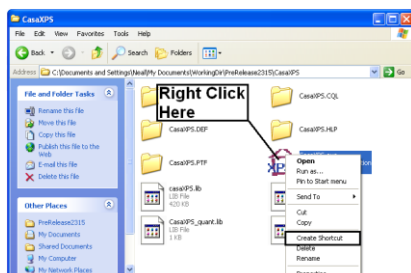 CasaXPS
File Edit View Favorites Tools Help
Back Search Folders
Address C:\Documents and Settings\Neal\My Documents\WorkingDir\PreRelease2315\CasaXPS Go
File and Folder Tasks
Rename this file
Move this file
Copy this file
Publish this file to the
Web
E-mail this file
Delete this file
Other Places
PreRelease2315
My Documents
Shared Documents
My Computer
My Network Places
Right Click
Here
CasaXPS.CQL
CasaXPS.DEF
CasaXPS.HLP
CasaXPS.PTF
casaXPS.lib
LIB File
420 KB
CasaXPS_quant.lib
LIB File
1 KB
Open
Run as...
Pin to Start menu
Send To
Cut
Copy
Create Shortcut
Delete
Rename
Properties